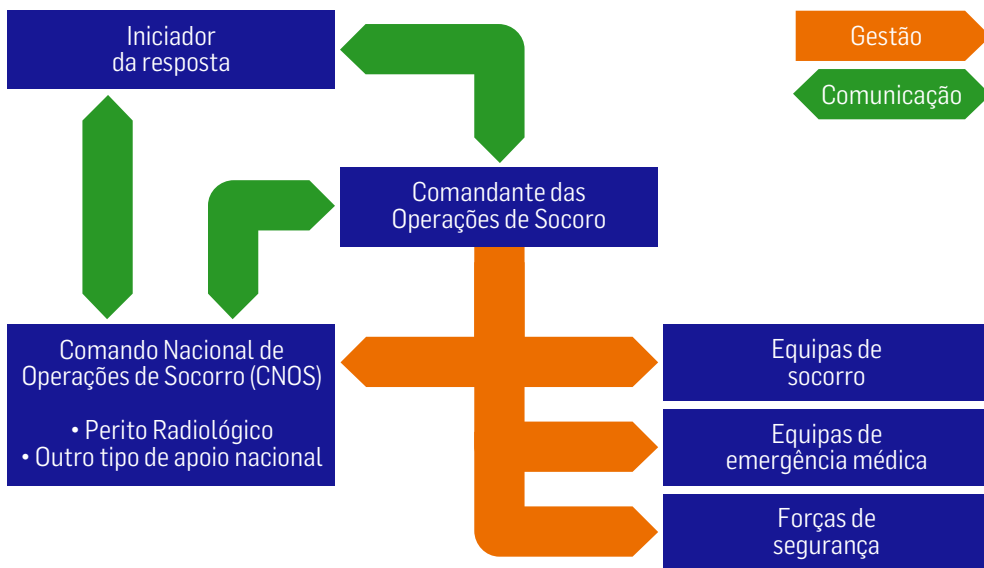 Iniciador
da resposta
Gestão
Comunicação
Comandante das
Operações de Socoro
Comando Nacional de
Operações de Socorro (CNOS)
• Perito Radiológico
• Outro tipo de apoio nacional
Equipas de
socorro
Equipas de
emergência médica
Forças de
segurança